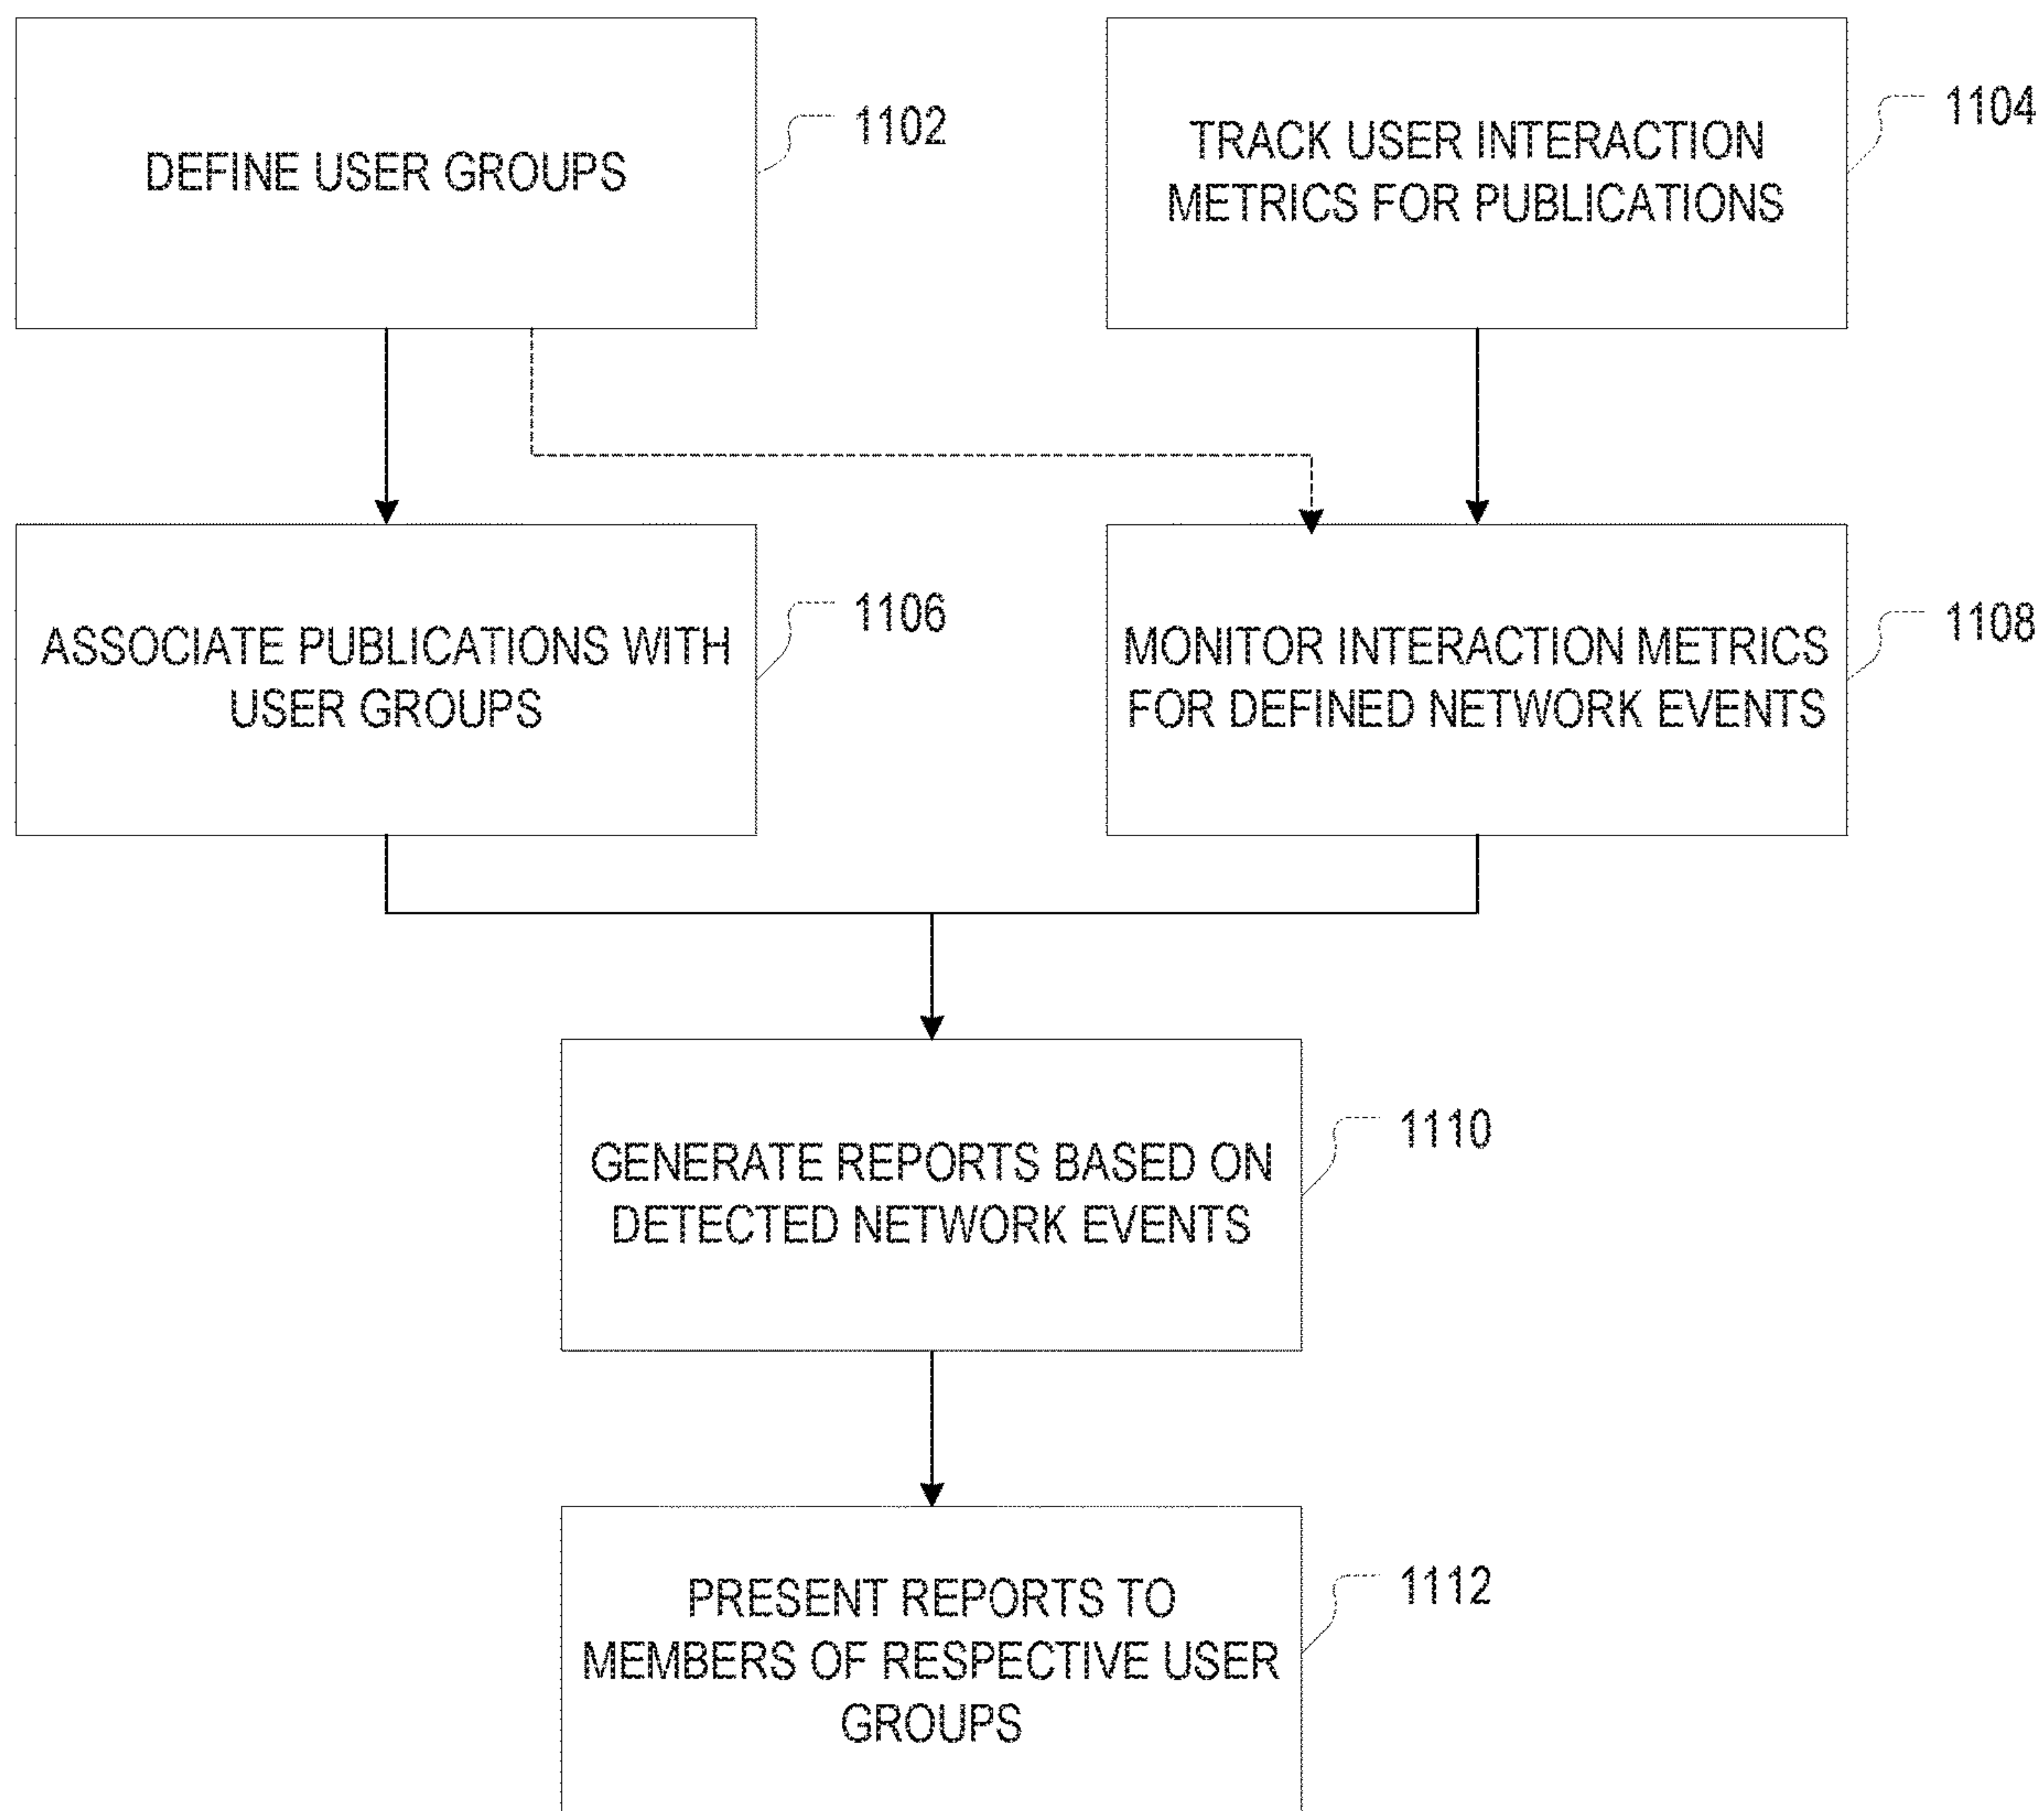 DEFINE USER GROUPS
1102
TRACK USER INTERACTION
METRICS FOR PUBLICATIONS
1104
ASSOCIATE PUBLICATIONS WITH
USER GROUPS
1106
MONITOR INTERACTION METRICS
FOR DEFINED NETWORK EVENTS
1108
GENERATE REPORTS BASED ON
DETECTED NETWORK EVENTS
1110
PRESENT REPORTS TO
MEMBERS OF RESPECTIVE USER
GROUPS
1112